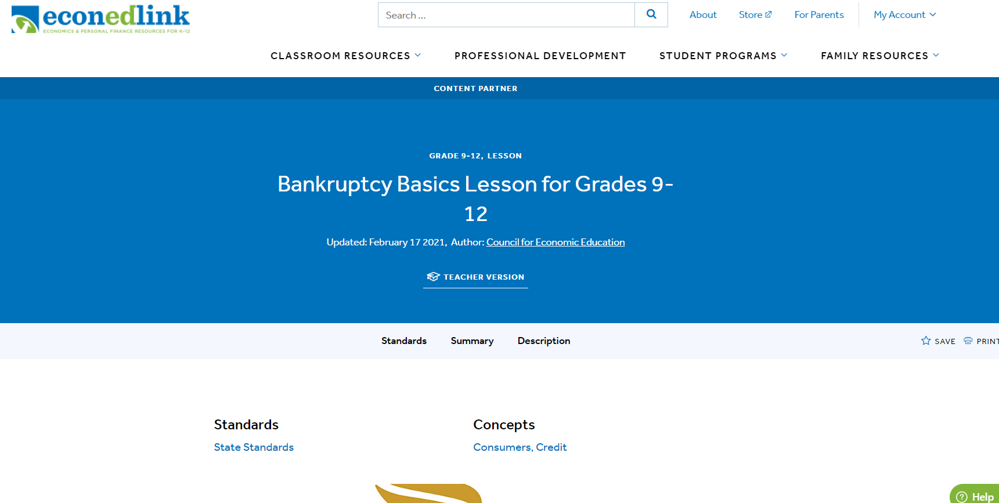 econedlink
ECONOMICS & PERSONAL FINANCE RESOURCES FOR K-12
Search ...
About
Store
For Parents
My Account
CLASSROOM RESOURCES
PROFESSIONAL DEVELOPMENT
STUDENT PROGRAMS
FAMILY RESOURCES
CONTENT PARTNER
GRADE 9-12, LESSON
Bankruptcy Basics Lesson for Grades 9-
12
Updated: February 17 2021, Author: Council for Economic Education
TEACHER VERSION
Standards
Summary
Description
SAVE
PRINT
Standards
State Standards
Concepts
Consumers, Credit
? Help